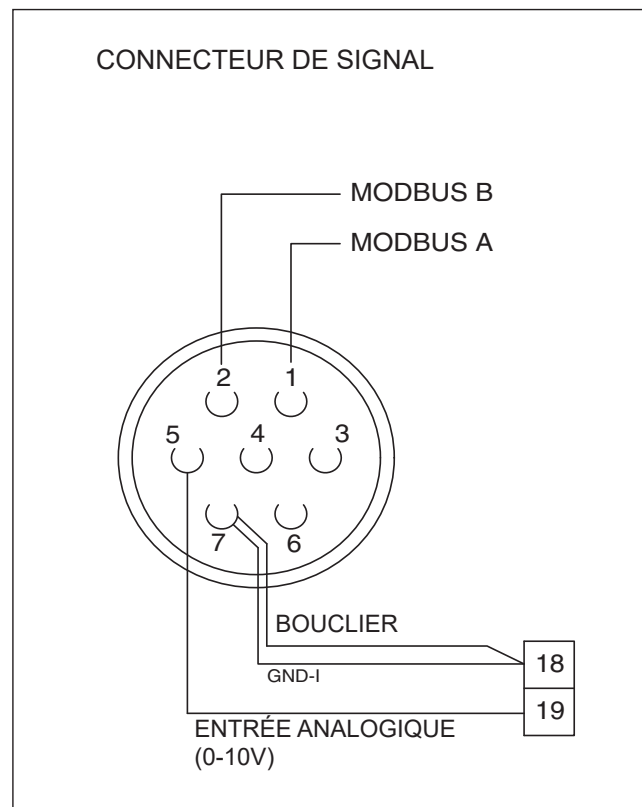 CONNECTEUR DE SIGNAL
MODBUS B
MODBUS A
2
1
5
4
3
7
6
BOUCLIER
18
GND-I
19
ENTRÉE ANALOGIQUE
(0-10V)